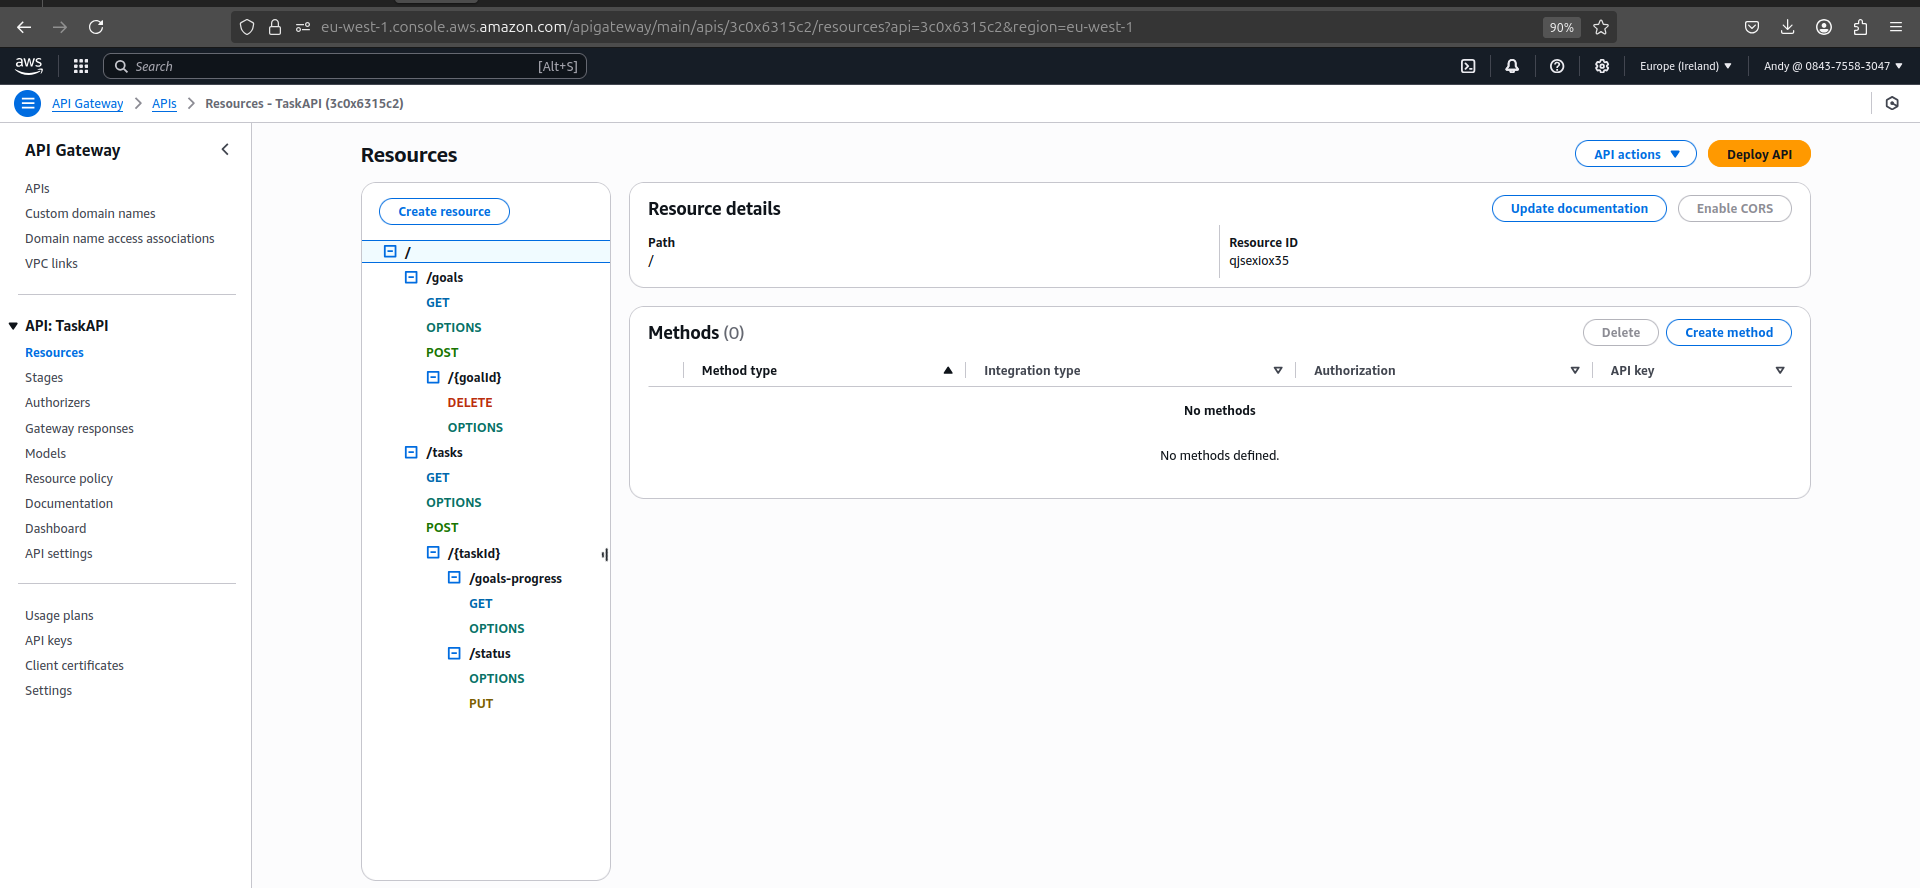 eu-west-1.console.aws.amazon.com/apigateway/main/apis/3c0x6315c2/resources?api=3c0x6315c2&region=eu-west-1
90%
aws
Search
[Alt+S]
Europe (Ireland)
Andy @ 0843-7558-3047
API Gateway
APIs
Resources - TaskAPI (3c0x6315c2)
API Gateway
APIs
Custom domain names
Domain name access associations
VPC links
API: TaskAPI
Resources
Stages
Authorizers
Gateway responses
Models
Resource policy
Documentation
Dashboard
API settings
Usage plans
API keys
Client certificates
Settings
Resources
API actions
Deploy API
Create resource
/
/goals
GET
OPTIONS
POST
/{goalId}
DELETE
OPTIONS
/tasks
GET
OPTIONS
POST
/{taskId}
/goals-progress
GET
OPTIONS
/status
OPTIONS
PUT
Resource details
Update documentation
Enable CORS
Path
/
Resource ID
qjsexiox35
Methods (0)
Delete
Create method
Method type
Integration type
Authorization
API key
No methods
No methods defined.